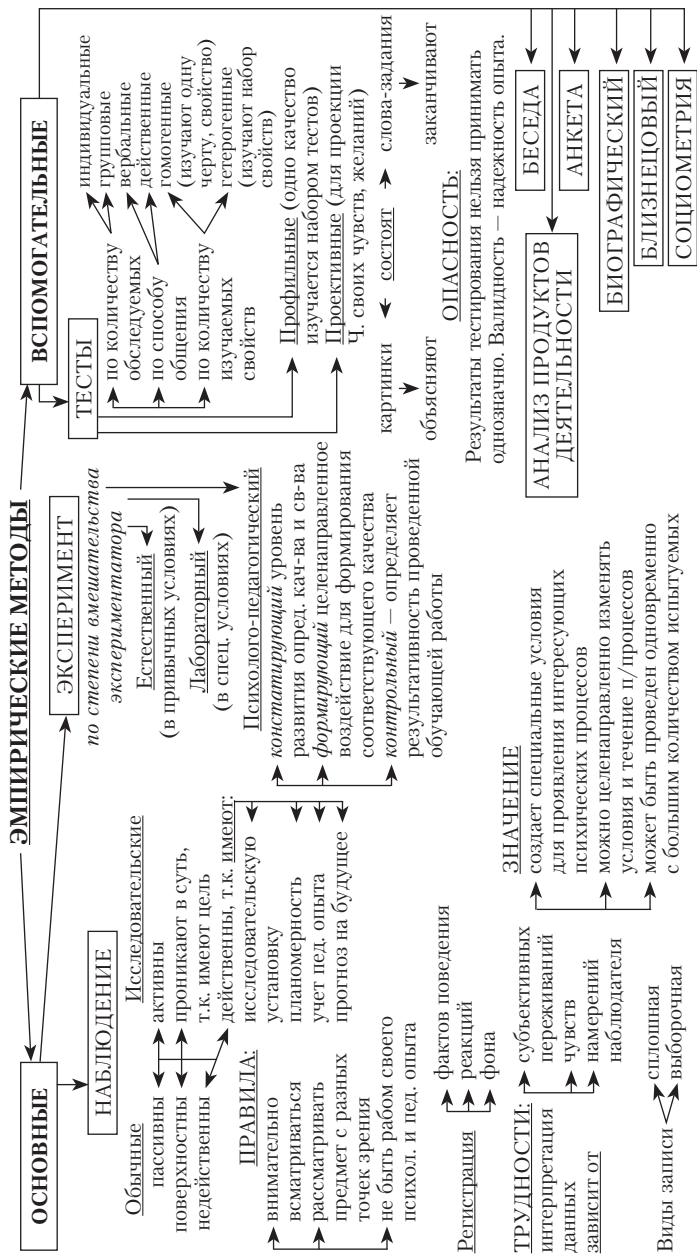 ЭМПИРИЧЕСКИЕ МЕТОДЫ
ОСНОВНЫЕ
НАБЛЮДЕНИЕ
Обычные
пассивны
поверхностны
недейственны
Исследовательские
активны
проникают в суть,
т.к. имеют цель
действенны, т.к. имеют:
исследовательскую
установку
планомерность
учет пед. опыта
прогноз на будущее
ПРАВИЛА:
внимательно
всматриваться
рассматривать
предмет с разных
точек зрения
не быть рабом своего
психол. и пед. опыта
Регистрация
фактов поведения
реакций
фона
ТРУДНОСТИ:
интерпретация
данных
зависит от
субъективных
переживаний
чувств
намерений
наблюдателя
Виды записи
сплошная
выборочная
ЭКСПЕРИМЕНТ
по степени вмешательства
экспериментатора
Естественный
(в привычных условиях)
Лабораторный
(в спец. условиях)
Психолого-педагогический
констатирующий уровень
развития опред. кач-ва и св-ва
формирующий целенаправленное
воздействие для формирования
соответствующего качества
контрольный — определяет
результативность проведенной
обучающей работы
ЗНАЧЕНИЕ
создает специальные условия
для проявления интересующих
психических процессов
можно целенаправленно изменять
условия и течение п/процессов
может быть проведен одновременно
с большим количеством испытуемых
ВСПОМОГАТЕЛЬНЫЕ
ТЕСТЫ
по количеству
обследуемых
по способу
общения
по количеству
изучаемых
свойств
индивидуальные
групповые
вербальные
действенные
гомогенные
(изучают одну
черту, свойство)
гетерогенные
(изучают набор
свойств)
Профильные (одно качество
изучается набором тестов)
Проективные (для проекции
Ч. своих чувств, желаний)
картинки
состоят
слова-задания
объясняют
заканчивают
ОПАСНОСТЬ:
Результаты тестирования нельзя принимать
однозначно. Валидность — надежность опыта.
АНАЛИЗ ПРОДУКТОВ
ДЕЯТЕЛЬНОСТИ
БЕСЕДА
АНКЕТА
БИОГРАФИЧЕСКИЙ
БЛИЗНЕЦОВЫЙ
СОЦИОМЕТРИЯ